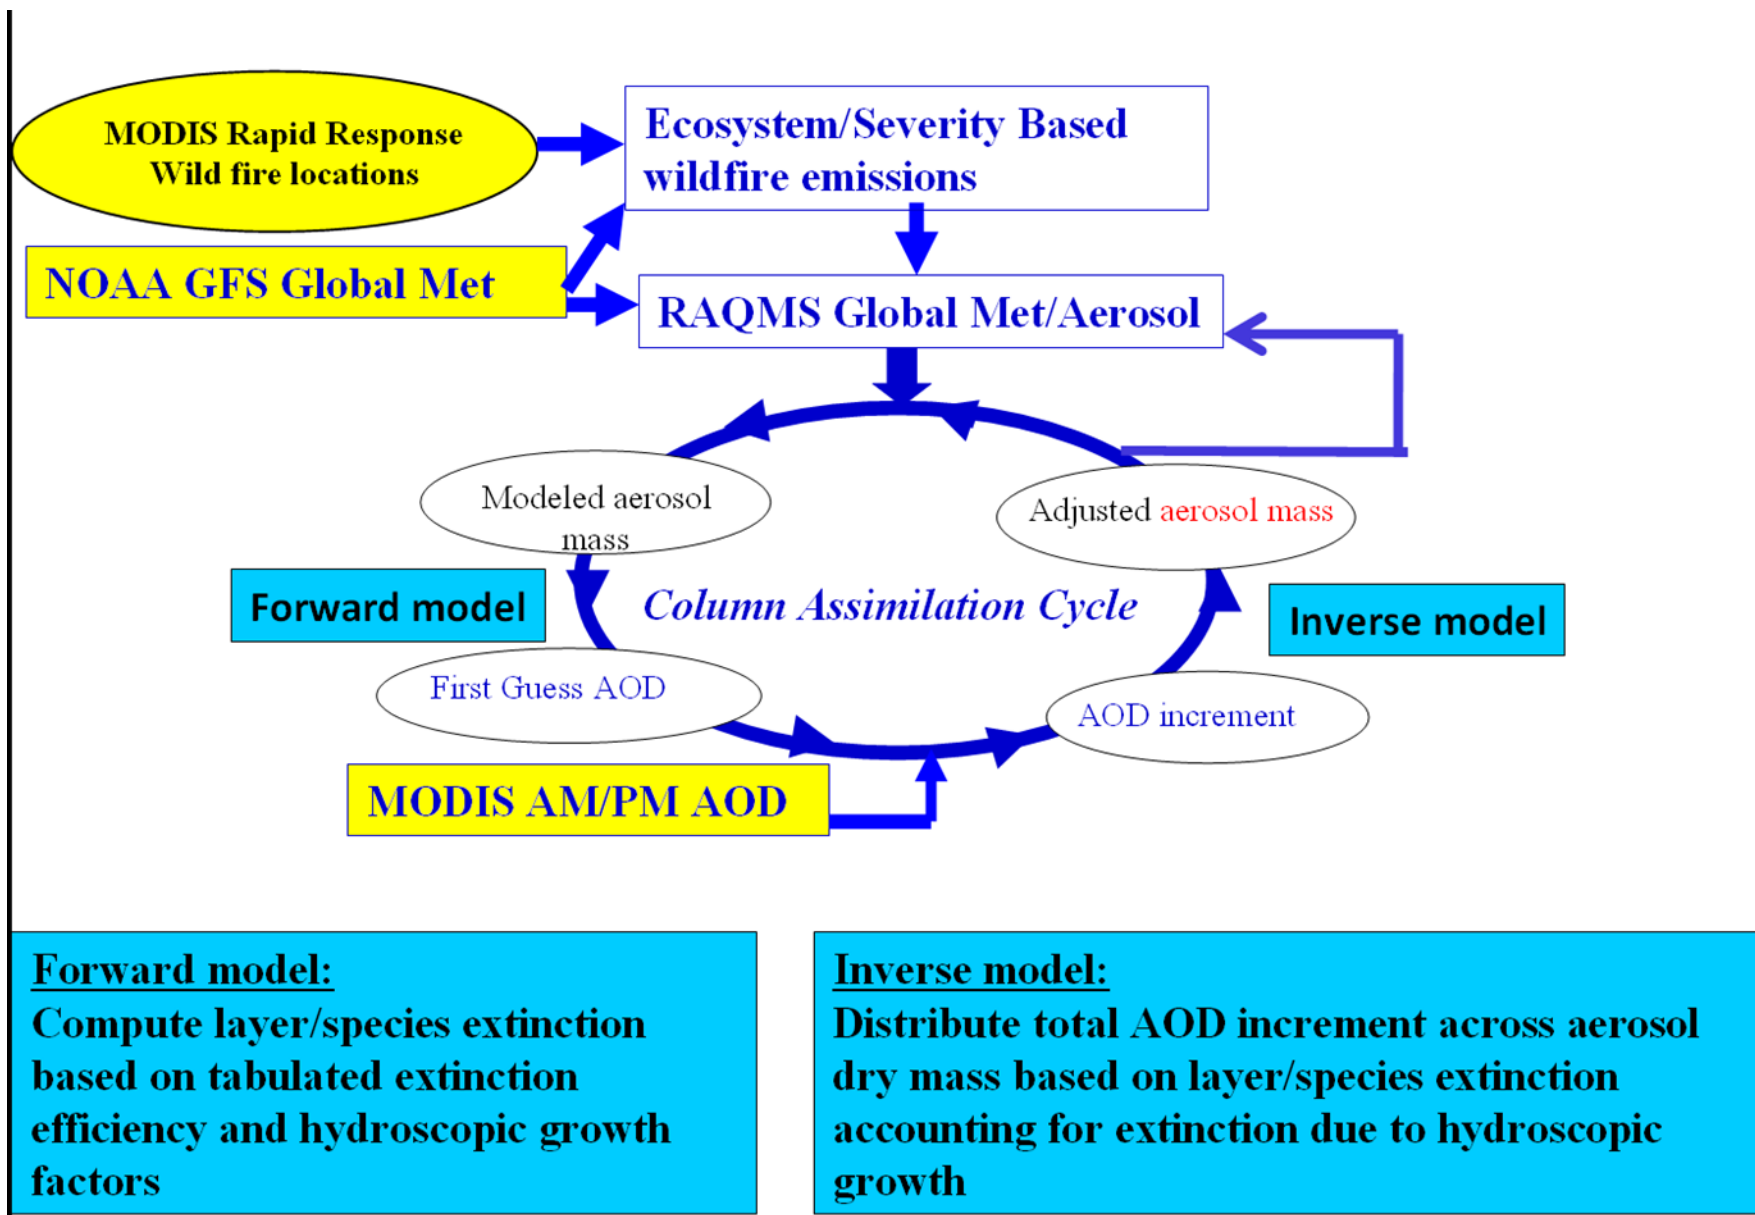 MODIS Rapid Response
Wild fire locations
Ecosystem/Severity Based
wildfire emissions
NOAA GFS Global Met
RAQMS Global Met/Aerosol
Modeled aerosol
mass
Adjusted aerosol mass
Forward model
Column Assimilation Cycle
Inverse model
First Guess AOD
AOD increment
MODIS AM/PM AOD
Forward model:
Compute layer/species extinction
based on tabulated extinction
efficiency and hydroscopic growth
factors
Inverse model:
Distribute total AOD increment across aerosol
dry mass based on layer/species extinction
accounting for extinction due to hydroscopic
growth